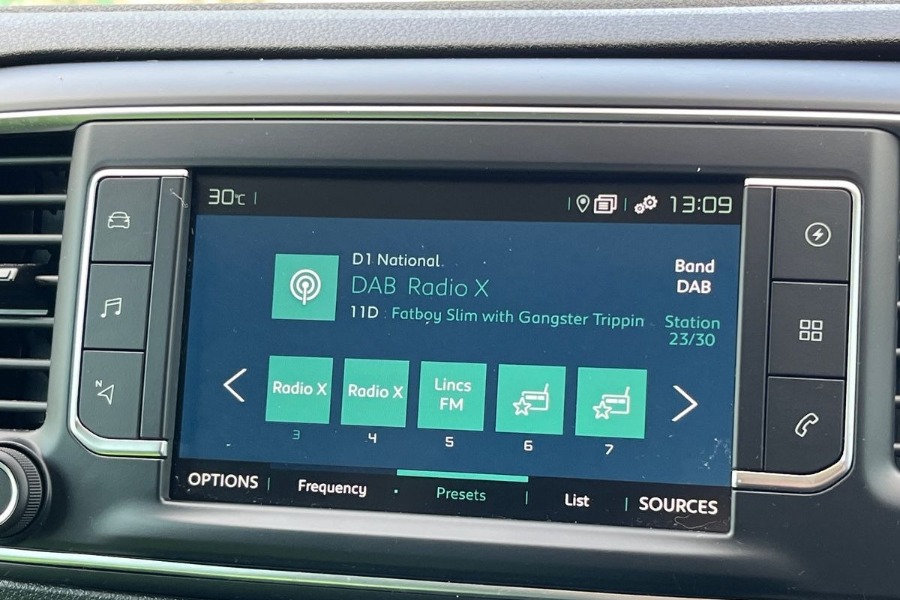 30°C
13:09
D1 National
DAB Radio X
11D : Fatboy Slim with Gangster Trippin
Band
DAB
Station
23/30
Radio X
Radio X
Lincs
FM
3
4
5
6
7
OPTIONS
Frequency
Presets
List
SOURCES
N